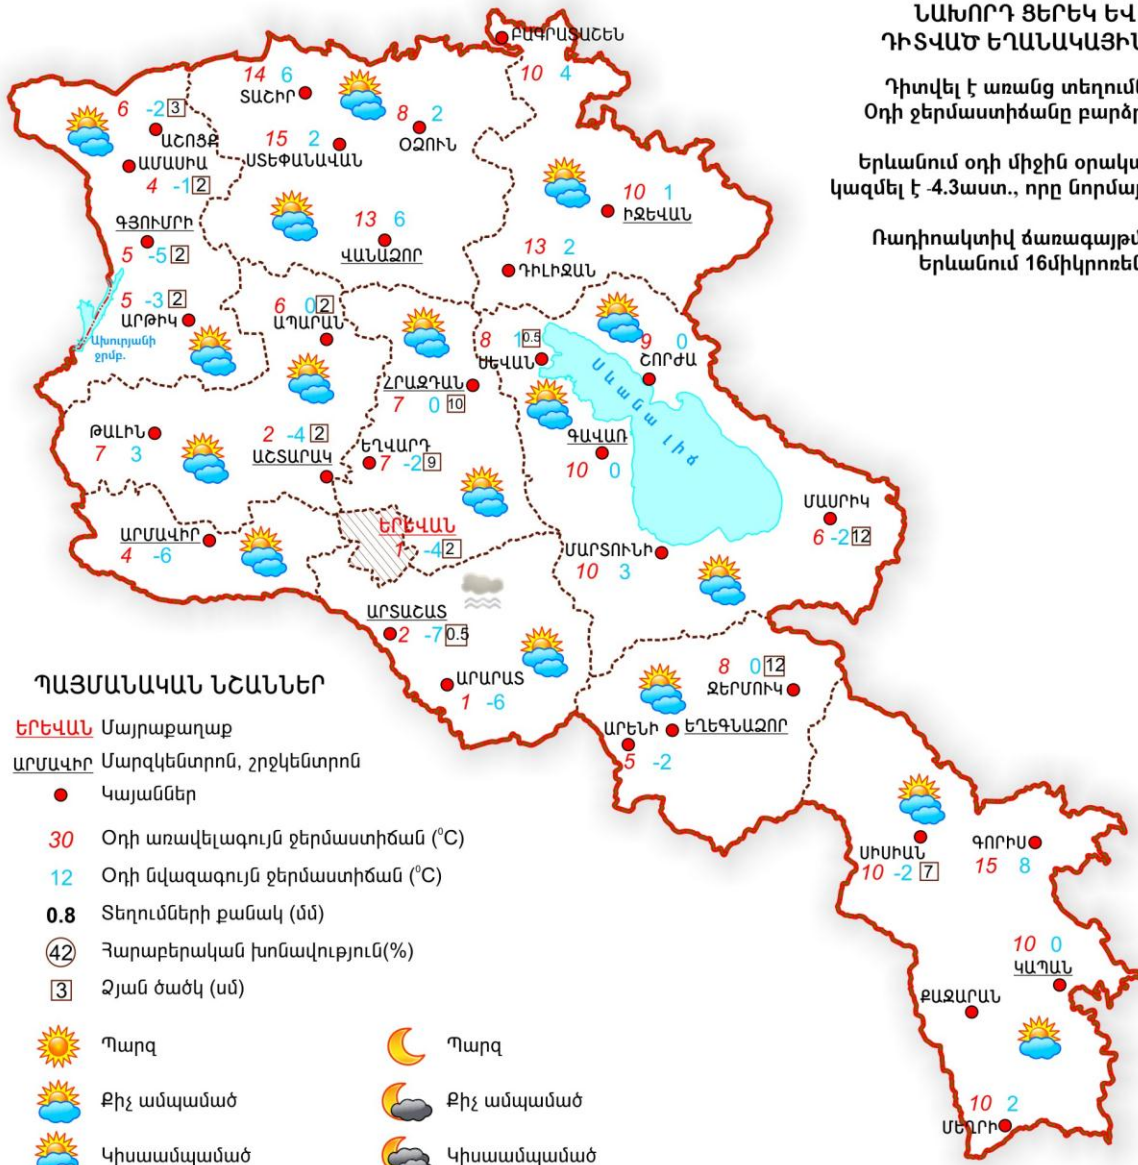 ՆԱԽՈՐԴ ՑԵՐԵԿ ԵՎ
ԴԻՏՎԱԾ ԵՂԱՆԱԿԱՅԻՆ
Դիտվել է առանց տեղում
Օդի ջերմաստիճանը բարձր
Երևանում օդի միջին օրակա
կազմել է -4.3աստ., որը նորմայ
Ռադիոակտիվ ճառագայթմ
Երևանում 16միկրոռեն
ԲԱԳՐԱՏԱՇԵՆ
10 4
14 6
ՏԱՇԻՐ
8 2
ՕՁՈՒՆ
15 2
ՍՏԵՓԱՆԱՎԱՆ
6 -2 3
ԱՇՈՑՔ
ԱՄԱՍԻԱ
4 -1 2
ԳՅՈՒՄՐԻ
5 -5 2
13 6
ՎԱՆԱՁՈՐ
10 1
ԻՋԵՎԱՆ
13 2
ԴԻԼԻՋԱՆ
5 -3 2
ԱՐԹԻԿ
Ախուրյանի
ջրմբ.
6 0 2
ԱՊԱՐԱՆ
8 1 0.5
ՍԵՎԱՆ
9 0
ՇՈՐԺԱ
Սևանա լիճ
ՀՐԱԶԴԱՆ
7 0 10
ԹԱԼԻՆ
7 3
2 -4 2
ԱՇՏԱՐԱԿ
ԵՂՎԱՐԴ
7 -2 9
ԳԱՎԱՌ
10 0
ՄԱՍՐԻԿ
6 -2 12
ԱՐՄԱՎԻՐ
4 -6
ԵՐԵՎԱՆ
1 -4 2
ՄԱՐՏՈՒՆԻ
10 3
ԱՐՏԱՇԱՏ
2 -7 0.5
ԱՐԱՐԱՏ
1 -6
8 0 12
ՋԵՐՄՈՒԿ
ԱՐԵՆԻ
5 -2
ԵՂԵԳՆԱՁՈՐ
ՍԻՍԻԱՆ
10 -2 7
ԳՈՐԻՍ
15 8
10 0
ԿԱՊԱՆ
ՔԱՋԱՐԱՆ
10 2
ՄԵՂՐԻ
ՊԱՅՄԱՆԱԿԱՆ ՆՇԱՆՆԵՐ
ԵՐԵՎԱՆ Մայրաքաղաք
ԱՐՄԱՎԻՐ Մարզկենտրոն, շրջկենտրոն
Կայաններ
30 Օդի առավելագույն ջերմաստիճան (⁰C)
12 Օդի նվազագույն ջերմաստիճան (⁰C)
0.8 Տեղումների քանակ (մմ)
42 Հարաբերական խոնավություն(%)
3 Ձյան ծածկ (սմ)
Պարզ Պարզ
Քիչ ամպամած Քիչ ամպամած
Կիսաամպամած Կիսաամպամած